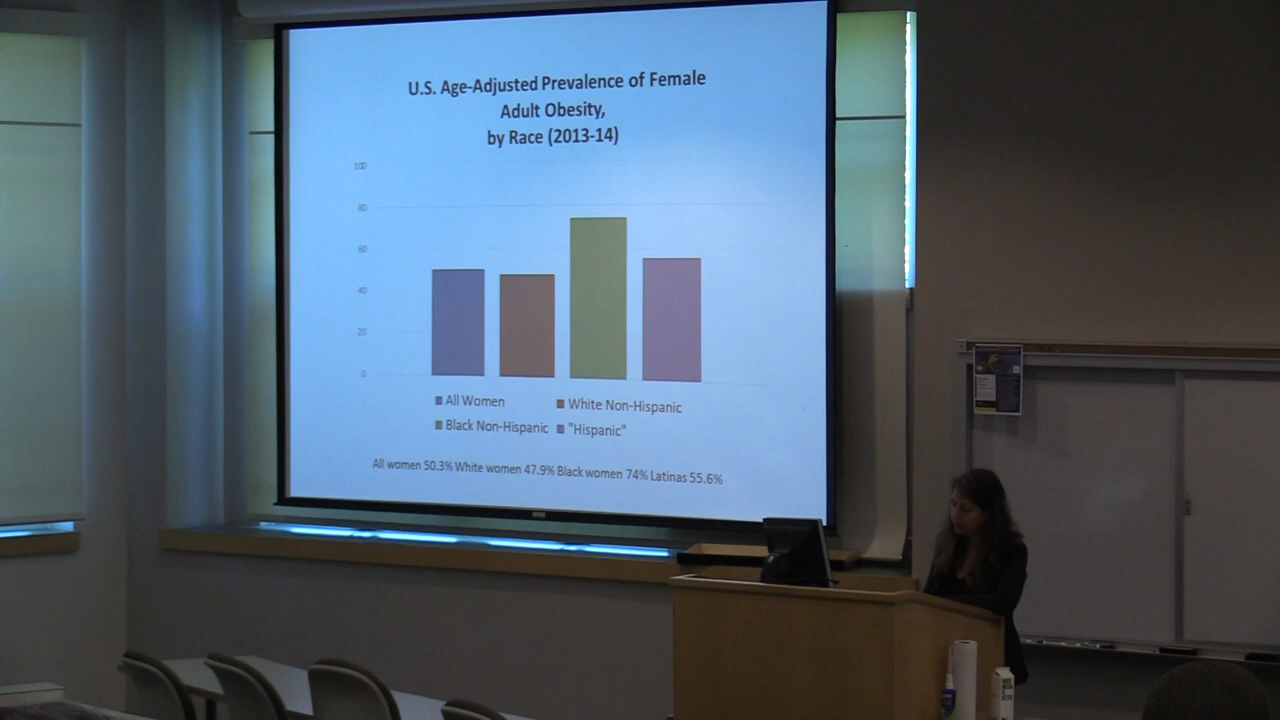 U.S. Age-Adjusted Prevalence of Female
Adult Obesity,
by Race (2013-14)
100
80
60
40
20
0
All Women
White Non-Hispanic
Black Non-Hispanic
"Hispanic"
All women 50.3% White women 47.9% Black women 74% Latinas 55.6%